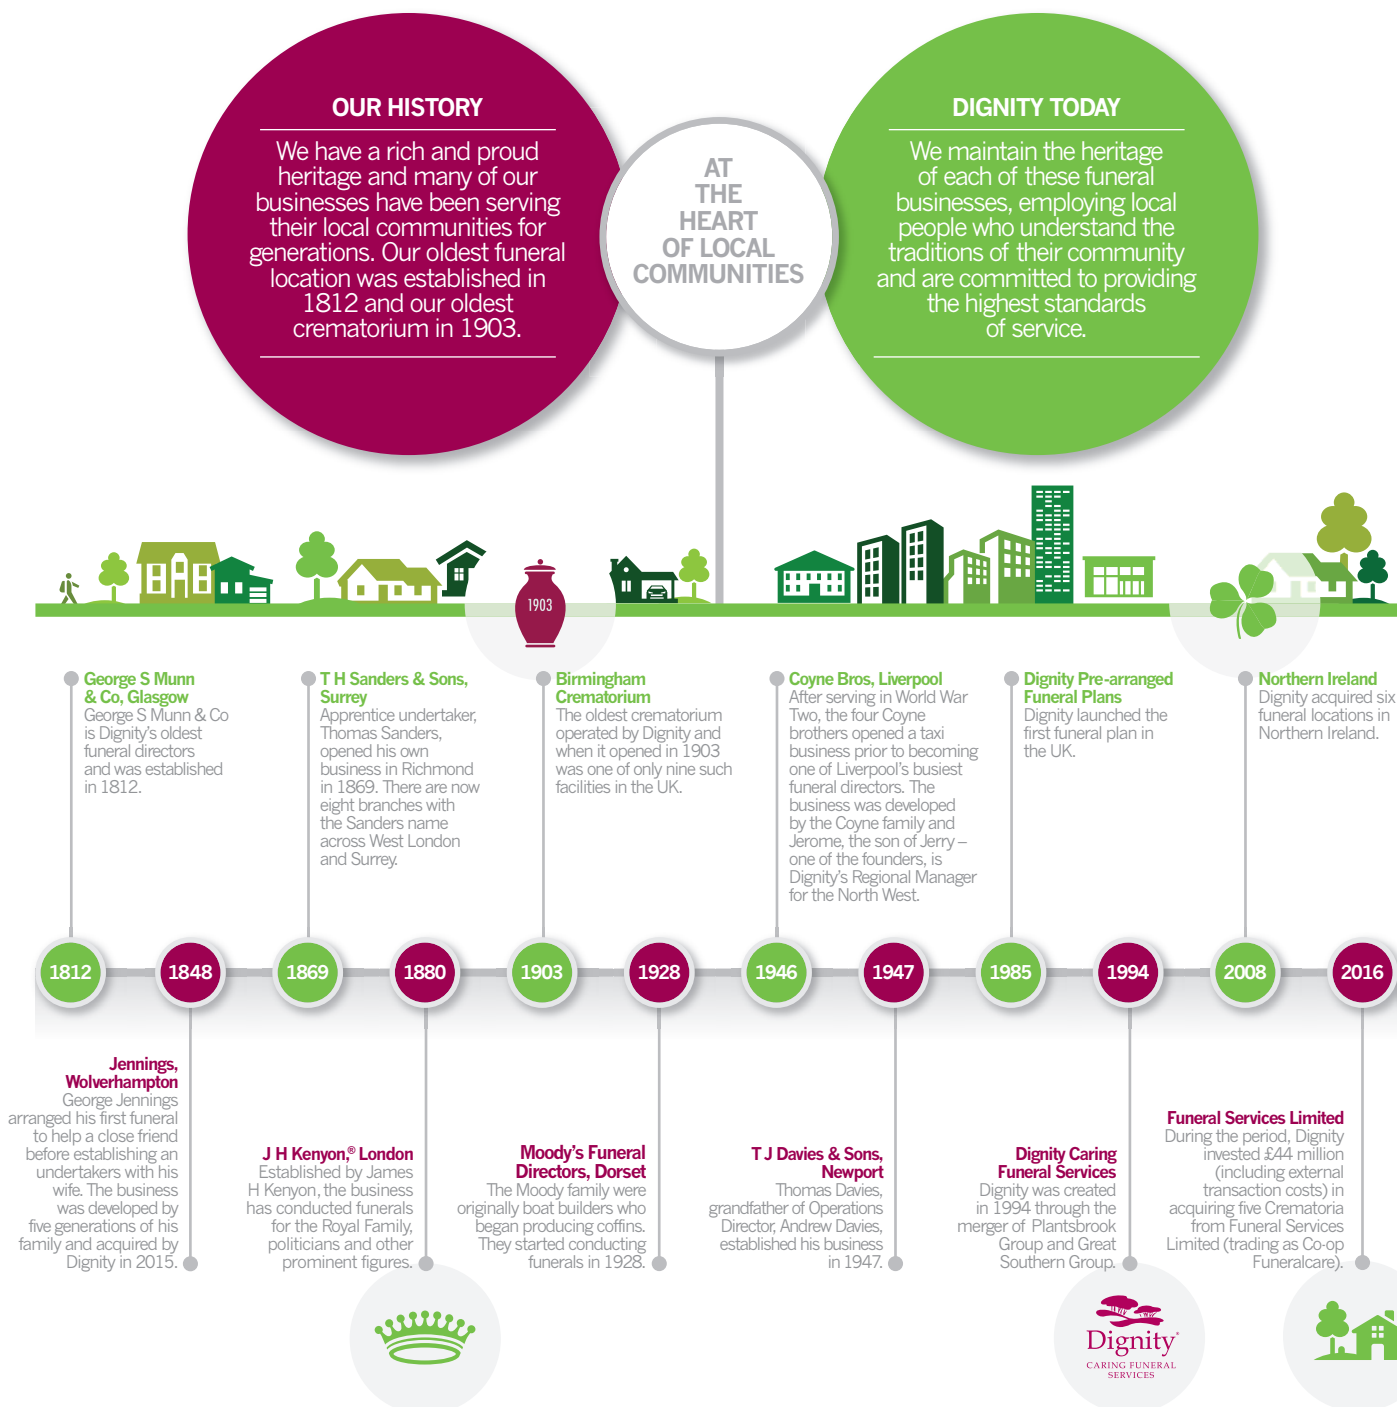 OUR HISTORY
We have a rich and proud
heritage and many of our
businesses have been serving
their local communities for
generations. Our oldest funeral
location was established in
1812 and our oldest
crematorium in 1903.
AT
THE
HEART
OF LOCAL
COMMUNITIES
DIGNITY TODAY
We maintain the heritage
of each of these funeral
businesses, employing local
people who understand the
traditions of their community
and are committed to providing
the highest standards
of service.
1903
George S Munn
& Co, Glasgow
George S Munn & Co
is Dignity's oldest
funeral directors
and was established
in 1812.
T H Sanders & Sons,
Surrey
Apprentice undertaker,
Thomas Sanders,
opened his own
business in Richmond
in 1869. There are now
eight branches with
the Sanders name
across West London
and Surrey.
Birmingham
Crematorium
The oldest crematorium
operated by Dignity and
when it opened in 1903
was one of only nine such
facilities in the UK.
Coyne Bros, Liverpool
After serving in World War
Two, the four Coyne
brothers opened a taxi
business prior to becoming
one of Liverpool's busiest
funeral directors. The
business was developed
by the Coyne family and
Jerome, the son of Jerry –
one of the founders, is
Dignity's Regional Manager
for the North West.
Dignity Pre-arranged
Funeral Plans
Dignity launched the
first funeral plan in
the UK.
Northern Ireland
Dignity acquired six
funeral locations in
Northern Ireland.
1812
1848
1869
1880
1903
1928
1946
1947
1985
1994
2008
2016
Jennings,
Wolverhampton
George Jennings
arranged his first funeral
to help a close friend
before establishing an
undertakers with his
wife. The business
was developed by
five generations of his
family and acquired by
Dignity in 2015.
J H Kenyon,® London
Established by James
H Kenyon, the business
has conducted funerals
for the Royal Family,
politicians and other
prominent figures.
Moody's Funeral
Directors, Dorset
The Moody family were
originally boat builders who
began producing coffins.
They started conducting
funerals in 1928.
T J Davies & Sons,
Newport
Thomas Davies,
grandfather of Operations
Director, Andrew Davies,
established his business
in 1947.
Dignity Caring
Funeral Services
Dignity was created
in 1994 through the
merger of Plantsbrook
Group and Great
Southern Group.
Funeral Services Limited
During the period, Dignity
invested £44 million
(including external
transaction costs) in
acquiring five Crematoria
from Funeral Services
Limited (trading as Co-op
Funeralcare).
Dignity®
CARING FUNERAL
SERVICES